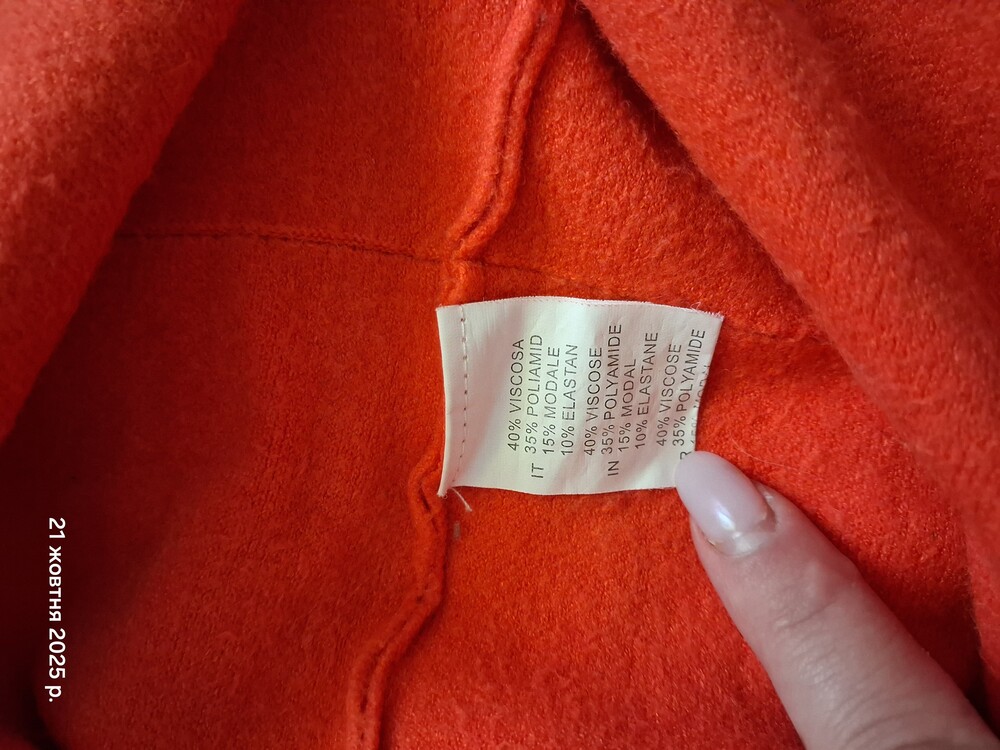 40% VISCOSA
IT 35% POLIAMID
15% MODALE
10% ELASTAN
40% VISCOSE
IN 35% POLYAMIDE
15% MODAL
10% ELASTANE
40% VISCOSE
35% POLYAMIDE
21 жовтня 2025 р.